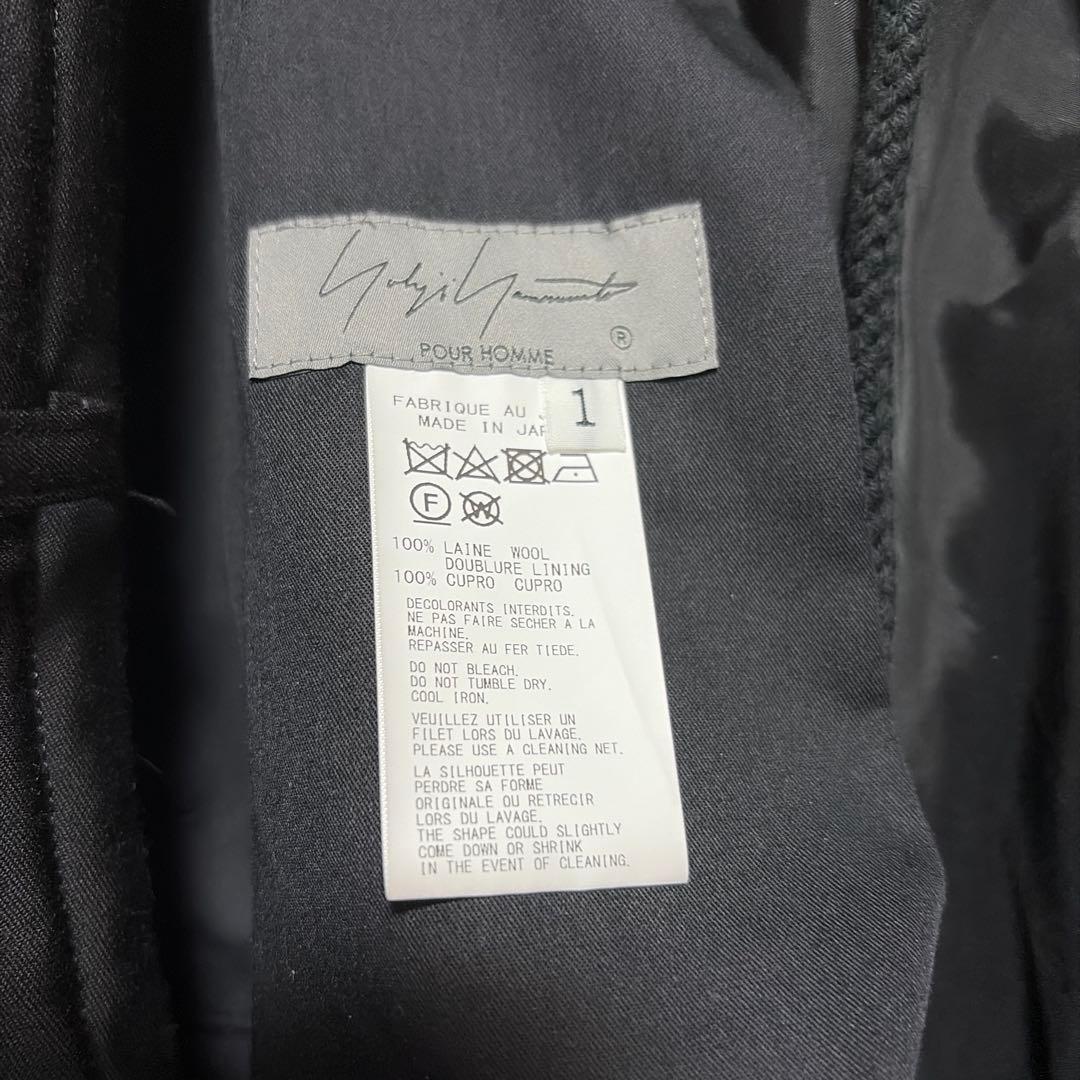 Yohji Yamamoto
®
POUR HOMME
1
FABRIQUE AU
MADE IN
F
W
100% LAINE WOOL
DOUBLURE LINING
100% CUPRO CUPRO
DECOLORANTS INTERDITS.
NE PAS FAIRE SECHER A LA
MACHINE.
REPASSER AU FER TIEDE.
DO NOT BLEACH.
DO NOT TUMBLE DRY.
COOL IRON.
VEUILLEZ UTILISER UN
FILET LORS DU LAVAGE.
PLEASE USE A CLEANING NET.
LA SILHOUETTE PEUT
PERDRE SA FORME
ORIGINALE OU RETRECIR
LORS DU LAVAGE.
THE SHAPE COULD SLIGHTLY
COME DOWN OR SHRINK
IN THE EVENT OF CLEANING.